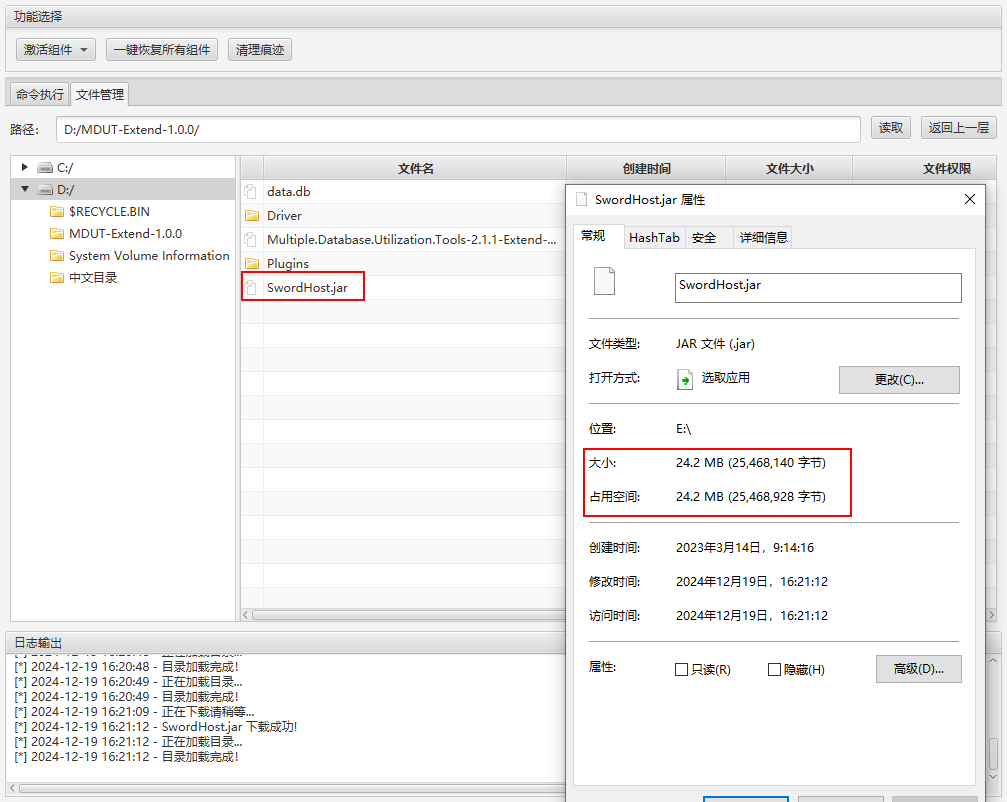 功能选择
激活组件
一键恢复所有组件
清理痕迹
命令执行
文件管理
路径:
D:/MDUT-Extend-1.0.0/
读取
返回上一层
C:/
D:/
$RECYCLE.BIN
MDUT-Extend-1.0.0
System Volume Information
中文目录
文件名
创建时间
文件大小
文件权限
data.db
Driver
Multiple.Database.Utilization.Tools-2.1.1-Extend-...
Plugins
SwordHost.jar
SwordHost.jar 属性
常规
HashTab
安全
详细信息
SwordHost.jar
文件类型:
JAR 文件 (.jar)
打开方式:
选取应用
更改(C)...
位置:
E:\
大小:
24.2 MB (25,468,140 字节)
占用空间:
24.2 MB (25,468,928 字节)
创建时间:
2023年3月14日，9:14:16
修改时间:
2024年12月19日，16:21:12
访问时间:
2024年12月19日，16:21:12
属性:
只读(R)
隐藏(H)
高级(D)...
日志输出
[*] 2024-12-19 16:20:48 - 目录加载完成!
[*] 2024-12-19 16:20:49 - 正在加载目录...
[*] 2024-12-19 16:20:49 - 目录加载完成!
[*] 2024-12-19 16:21:09 - 正在下载请稍等...
[*] 2024-12-19 16:21:12 - SwordHost.jar 下载成功!
[*] 2024-12-19 16:21:12 - 正在加载目录...
[*] 2024-12-19 16:21:12 - 目录加载完成!